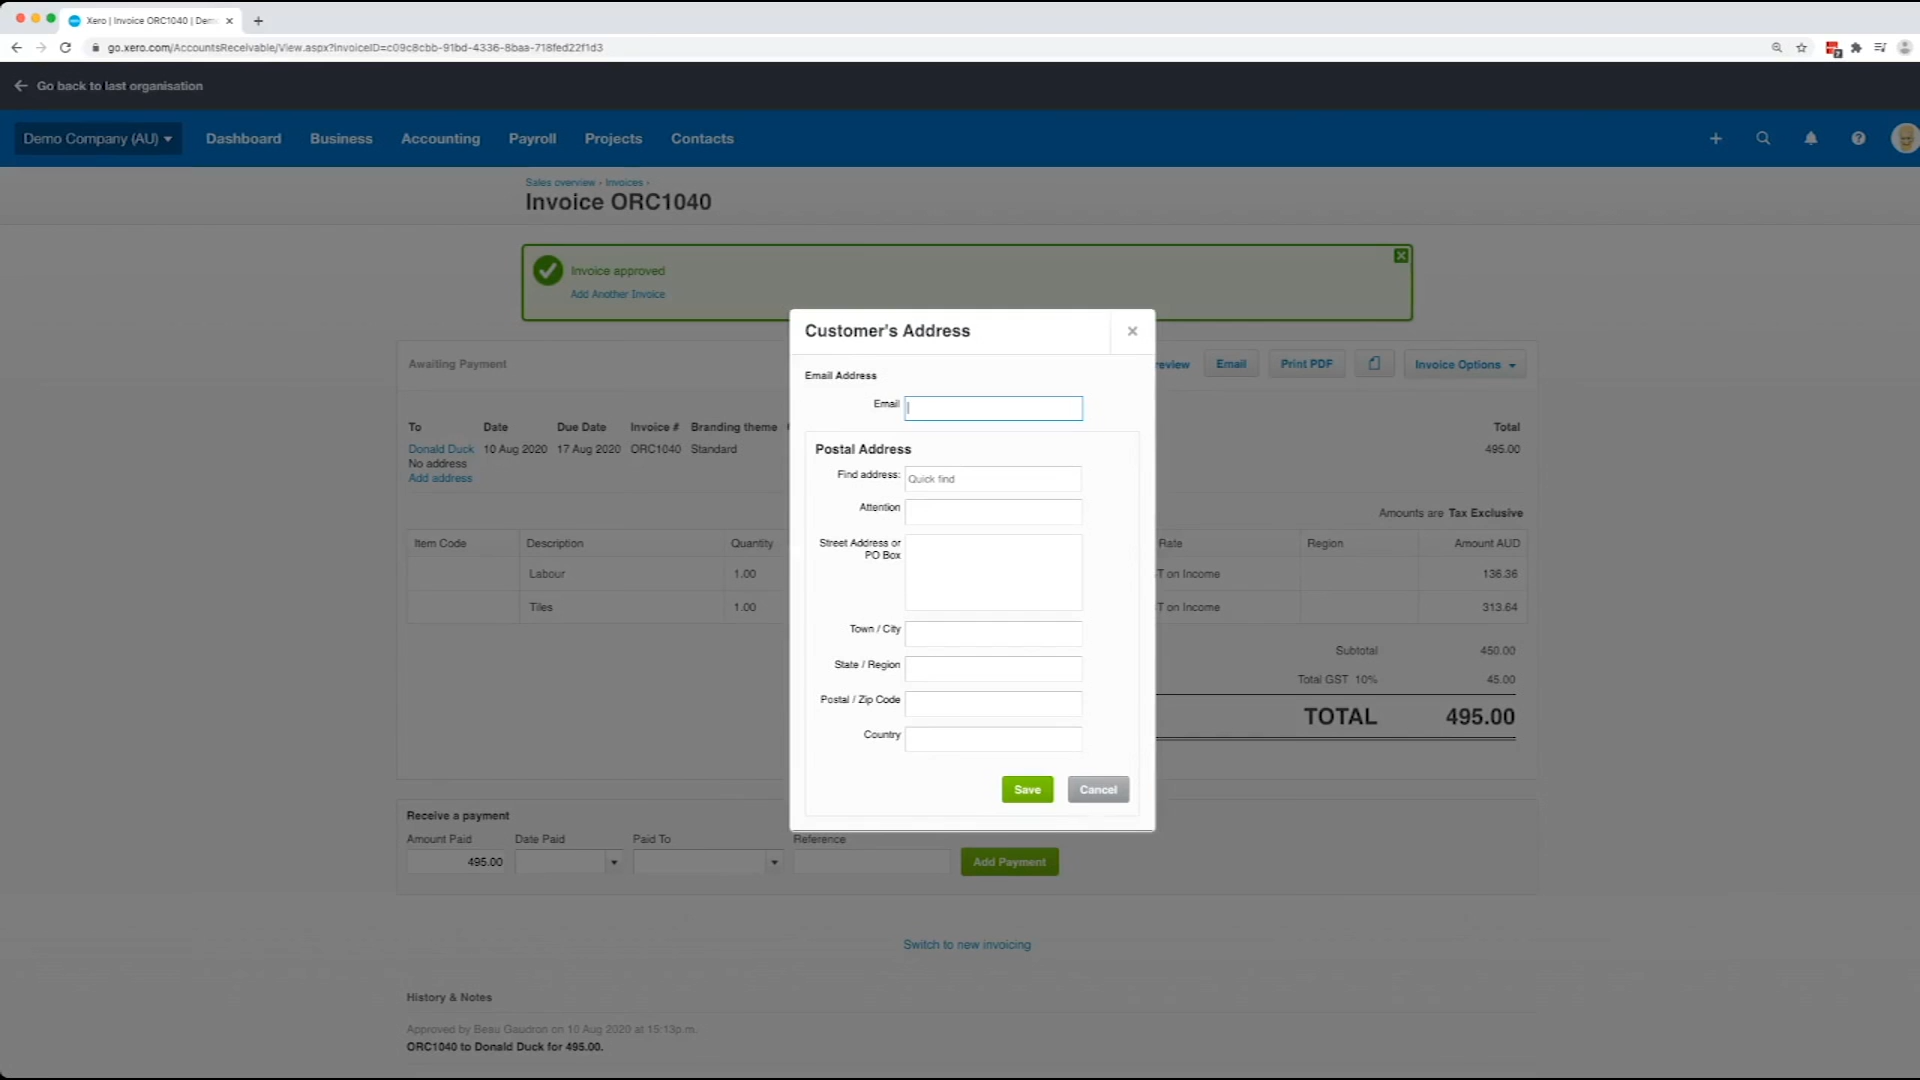 Xero | Invoice ORC1040 | Dem
go.xero.com/AccountsReceivable/View.aspx?InvoiceID=c09c8cbb-91bd-4336-8baa-718fed22f1d3
Go back to last organisation
Demo Company (AU) Dashboard Business Accounting Payroll Projects Contacts
Sales overview › Invoices ›
Invoice ORC1040
Invoice approved
Add Another Invoice
Customer's Address
Awaiting Payment
review Email Print PDF Invoice Options
Email Address
Email
To Date Due Date Invoice # Branding theme Total
Donald Duck 10 Aug 2020 17 Aug 2020 ORC1040 Standard 495.00
No address
Add address
Postal Address
Find address: Quick find
Attention
Street Address or
PO Box
Town / City
State / Region
Postal / Zip Code
Country
Save Cancel
Amounts are Tax Exclusive
Item Code Description Quantity Rate Region Amount AUD
Labour 1.00 T on Income 136.36
Tiles 1.00 T on Income 313.64
Subtotal 450.00
Total GST 10% 45.00
TOTAL 495.00
Receive a payment
Amount Paid Date Paid Paid To Reference
495.00 Add Payment
Switch to new invoicing
History & Notes
Approved by Beau Gaudron on 10 Aug 2020 at 15:13p.m.
ORC1040 to Donald Duck for 495.00.